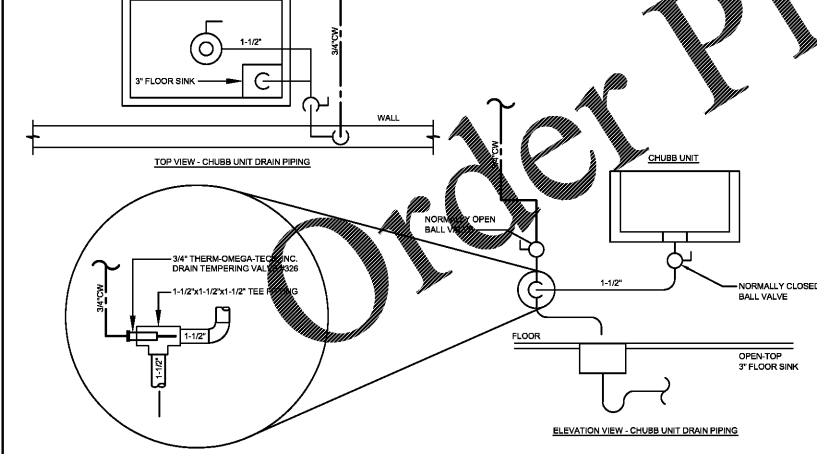 1-1/2"
3/4"CW
3" FLOOR SINK
WALL
TOP VIEW - CHUBB UNIT DRAIN PIPING
3/4"CW
CHUBB UNIT
NORMALLY OPEN
BALL VALVE
3/4" THERM-OMEGA-TECH, INC.
DRAIN TEMPERING VALVE #326
1-1/2"x1-1/2"x1-1/2" TEE FITTING
3/4"CW
1-1/2"
1-1/2"
1-1/2"
NORMALLY CLOSED
BALL VALVE
FLOOR
OPEN-TOP
3" FLOOR SINK
ELEVATION VIEW - CHUBB UNIT DRAIN PIPING
Order Pr